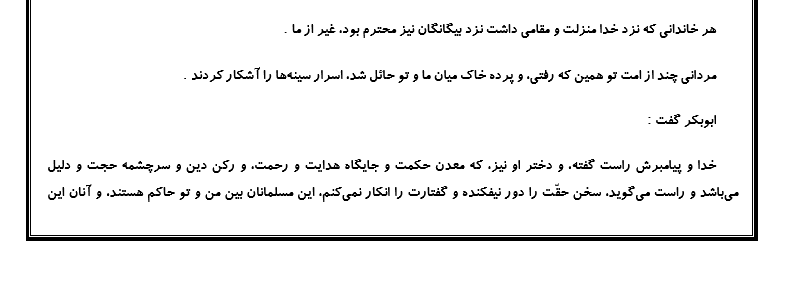 هر خاندانی که نزد خدا منزلت و مقامی داشت نزد بیگانگان نیز محترم بود، غیر از ما .
مردانی چند از امت تو همین که رفتی، و پرده خاک میان ما و تو حائل شد، اسرار سینه‌ها را آشکار کردند .
ابوبکر گفت :
خدا و پیامبرش راست گفته، و دختر او نیز، که معدن حکمت و جایگاه هدایت و رحمت، و رکن دین و سرچشمه حجت و دلیل
می‌باشد و راست می‌گوید، سخن حقّت را دور نیفکنده و گفتارت را انکار نمی‌کنم، این مسلمانان بین من و تو حاکم هستند، و آنان این